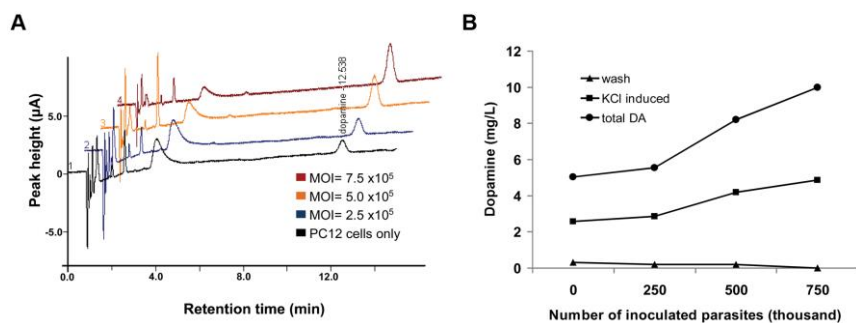 A
Peak height (μA)
5.0
0
-5.0
1
2
3
4
dopamine - 12.538
MOI= 7.5 x10⁵
MOI= 5.0 x10⁵
MOI= 2.5 x10⁵
PC12 cells only
0.0 4.0 8.0 12.0
Retention time (min)
B
Dopamine (mg/L)
12
10
8
6
4
2
0
wash
KCl induced
total DA
0 250 500 750
Number of inoculated parasites (thousand)